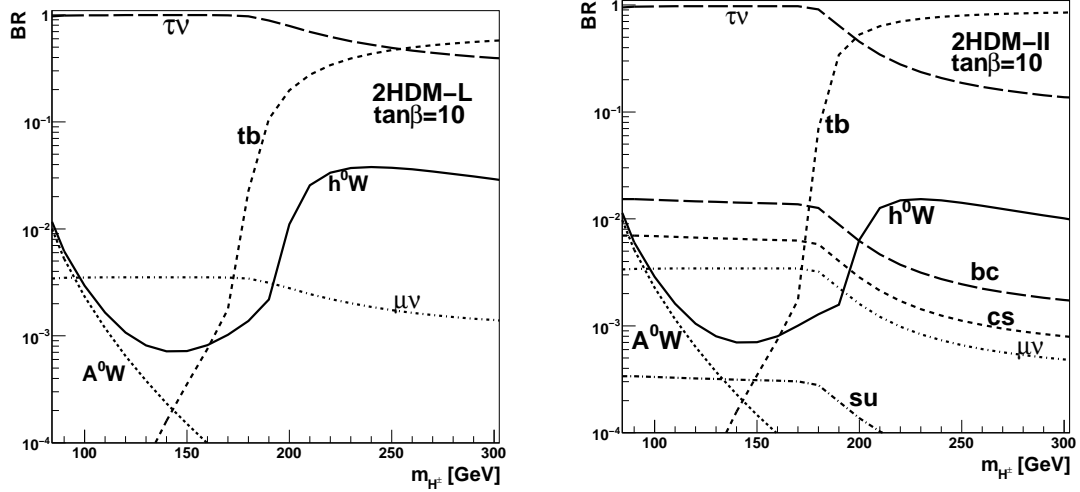 BR
1
10⁻¹
10⁻²
10⁻³
10⁻⁴
τν
2HDM-L
tanβ=10
tb
h⁰W
μν
A⁰W
100 150 200 250 300
m_H± [GeV]
BR
1
10⁻¹
10⁻²
10⁻³
10⁻⁴
τν
2HDM-II
tanβ=10
tb
h⁰W
bc
cs
μν
A⁰W
su
100 150 200 250 300
m_H± [GeV]